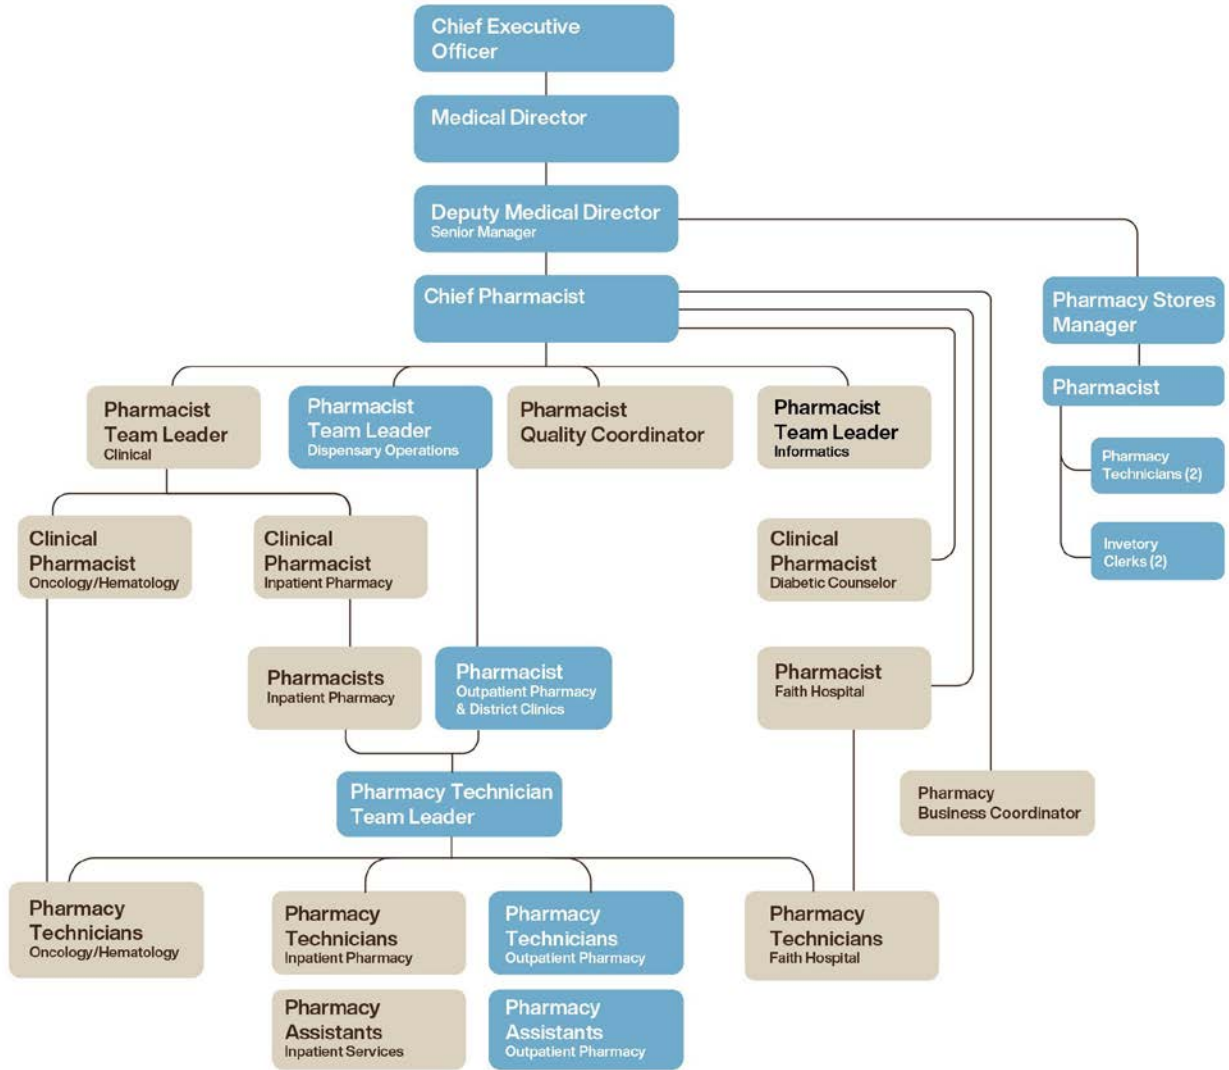 Chief Executive
Officer
Medical Director
Deputy Medical Director
Senior Manager
Chief Pharmacist
Pharmacy Stores
Manager
Pharmacist
Pharmacy
Technicians (2)
Invetory
Clerks (2)
Pharmacist
Team Leader
Clinical
Pharmacist
Team Leader
Dispensary Operations
Pharmacist
Quality Coordinator
Pharmacist
Team Leader
Informatics
Clinical
Pharmacist
Oncology/Hematology
Clinical
Pharmacist
Inpatient Pharmacy
Clinical
Pharmacist
Diabetic Counselor
Pharmacists
Inpatient Pharmacy
Pharmacist
Outpatient Pharmacy
& District Clinics
Pharmacist
Faith Hospital
Pharmacy Technician
Team Leader
Pharmacy
Business Coordinator
Pharmacy
Technicians
Oncology/Hematology
Pharmacy
Technicians
Inpatient Pharmacy
Pharmacy
Technicians
Outpatient Pharmacy
Pharmacy
Technicians
Faith Hospital
Pharmacy
Assistants
Inpatient Services
Pharmacy
Assistants
Outpatient Pharmacy